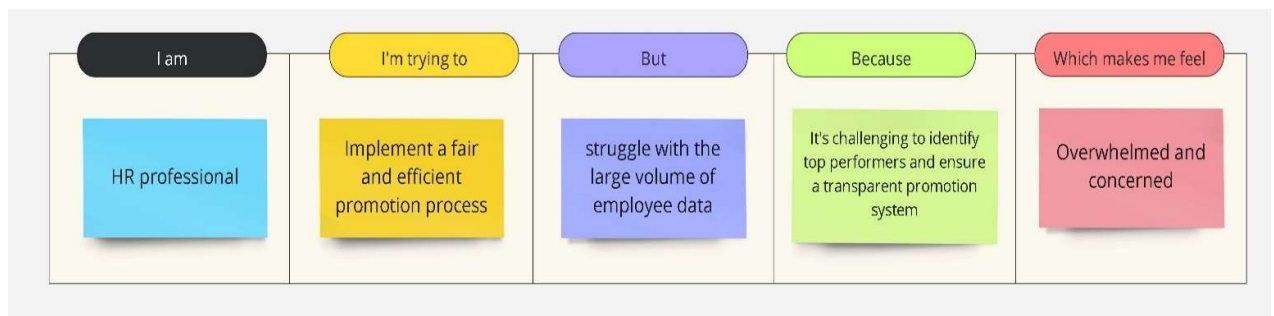 I am
I'm trying to
But
Because
Which makes me feel
HR professional
Implement a fair
and efficient
promotion process
struggle with the
large volume of
employee data
It's challenging to identify
top performers and ensure
a transparent promotion
system
Overwhelmed and
concerned